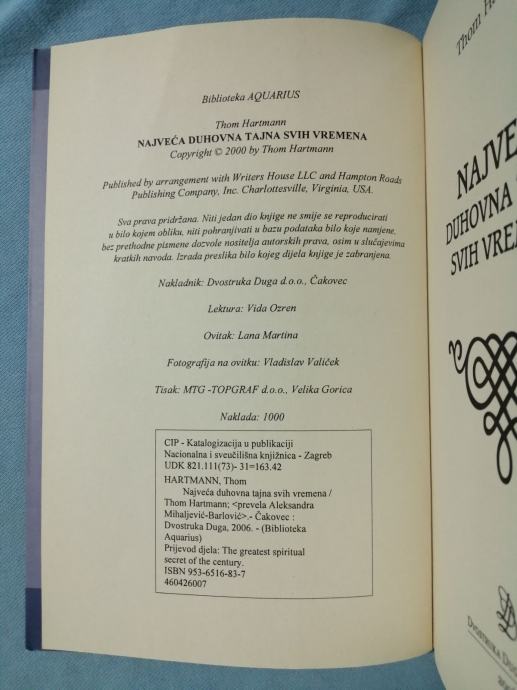 Biblioteka AQUARIUS
Thom Hartmann
NAJVEĆA DUHOVNA TAJNA SVIH VREMENA
Copyright © 2000 by Thom Hartmann
Published by arrangement with Writers House LLC and Hampton Roads
Publishing Company, Inc. Charlottesville, Virginia, USA.
Sva prava pridržana. Niti jedan dio knjige ne smije se reproducirati
u bilo kojem obliku, niti pohranjivati u bazu podataka bilo koje namjene,
bez prethodne pismene dozvole nositelja autorskih prava, osim u slučajevima
kratkih navoda. Izrada preslika bilo kojeg dijela knjige je zabranjena.
Nakladnik: Dvostruka Duga d.o.o., Čakovec
Lektura: Vida Ozren
Ovitak: Lana Martina
Fotografija na ovitku: Vladislav Valiček
Tisak: MTG -TOPGRAF d.o.o., Velika Gorica
Naklada: 1000
CIP - Katalogizacija u publikaciji
Nacionalna i sveučilišna knjižnica - Zagreb
UDK 821.111(73)- 31=163.42
HARTMANN, Thom
Najveća duhovna tajna svih vremena /
Thom Hartmann; <prevela Aleksandra
Mihaljević-Barlović>.- Čakovec :
Dvostruka Duga, 2006. - (Biblioteka
Aquarius)
Prijevod djela: The greatest spiritual
secret of the century.
ISBN 953-6516-83-7
460426007
Thom
NAJVE
DUHOVNA
SVIH VREM
DVOSTRUKA